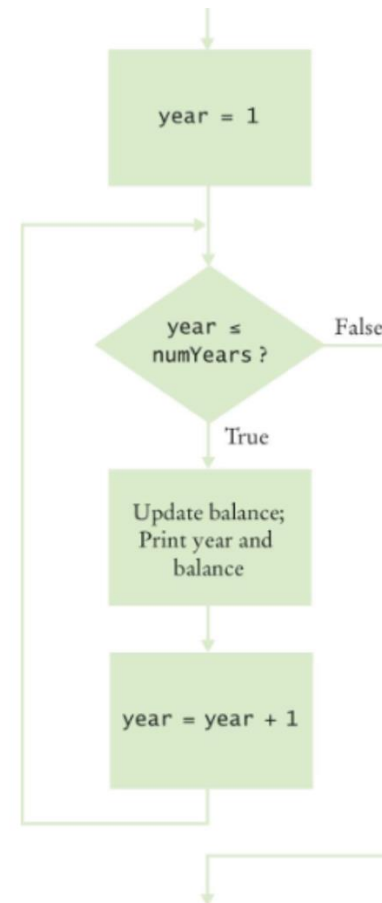 year = 1
year ≤
numYears ?
False
True
Update balance;
Print year and
balance
year = year + 1